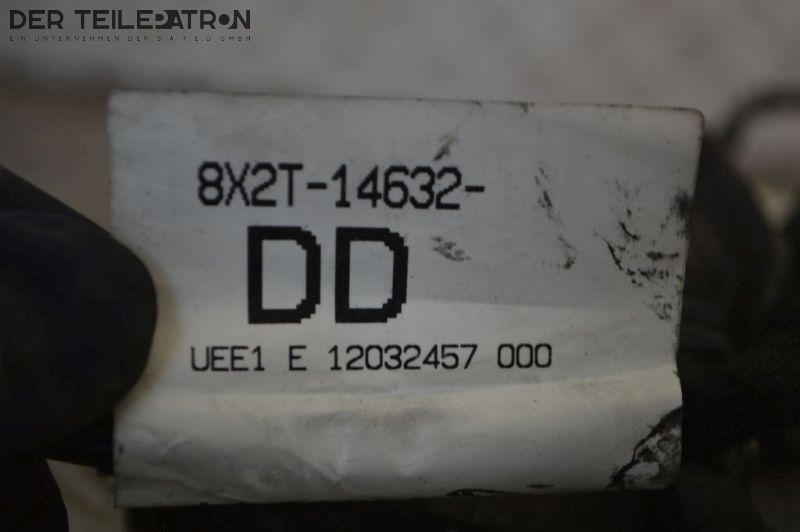 DER TEILEPATRON
EIN UNTERNEHMEN DER S A Y E D GMBH
8X2T-14632-
DD
UEE1 E 12032457 000